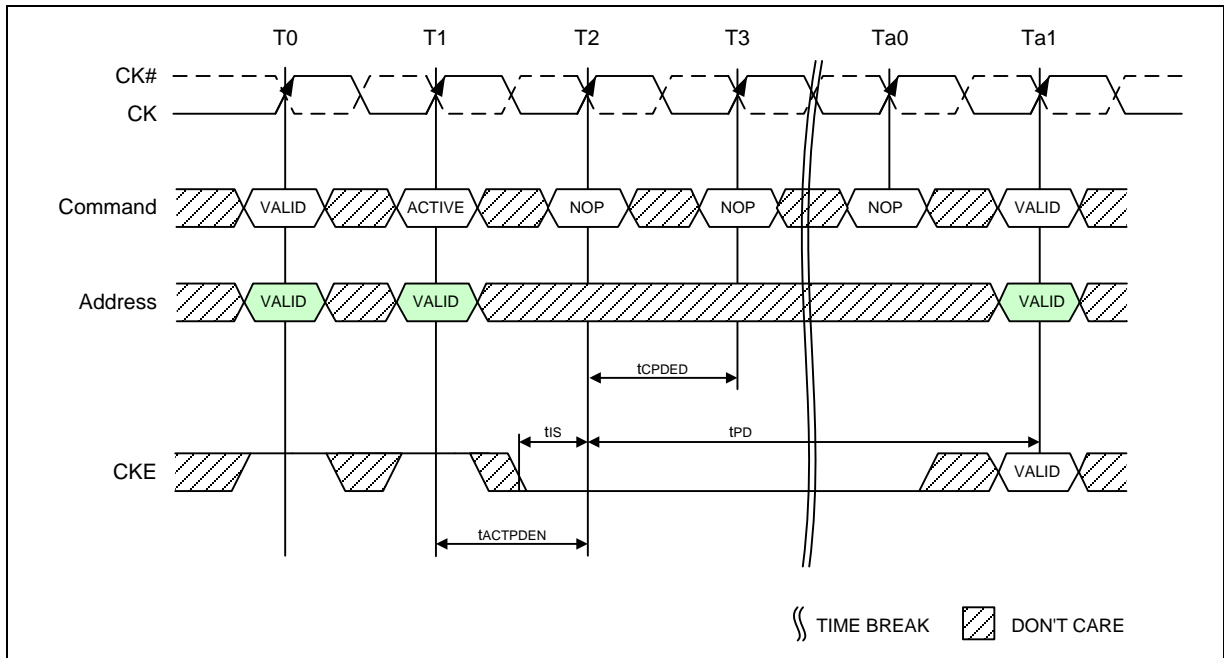 T0 T1 T2 T3 Ta0 Ta1
CK#
CK
Command VALID ACTIVE NOP NOP NOP VALID
Address VALID VALID VALID
tCPDED
tIS tPD
CKE VALID
tACTPDEN
TIME BREAK DON'T CARE